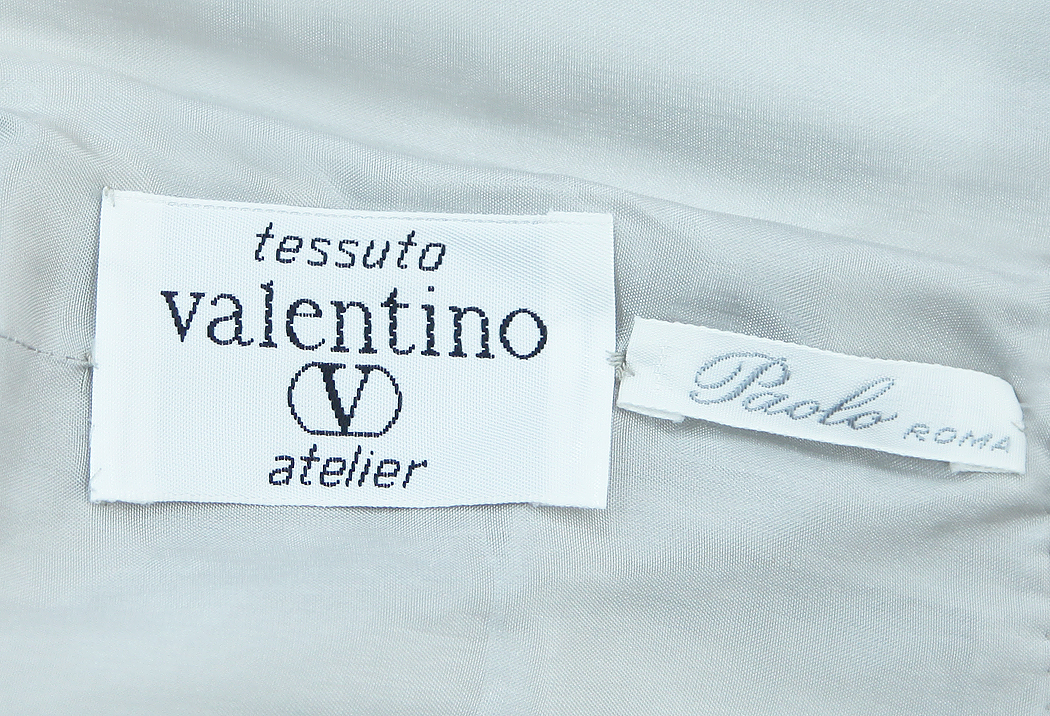 tessuto
valentino
V
atelier
Paolo ROMA